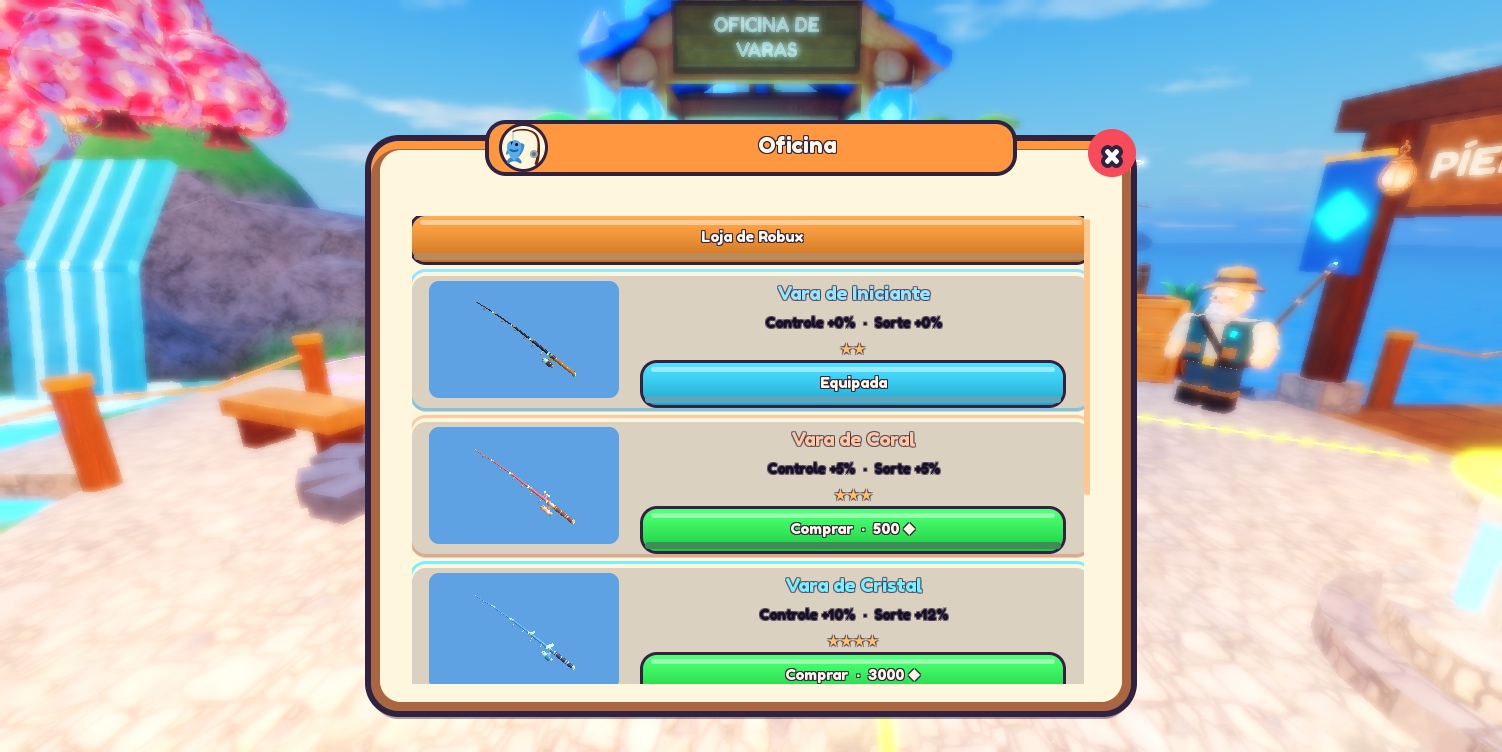 OFICINA DE
VARAS
Oficina
Loja de Robux
Vara de Iniciante
Controle +0% · Sorte +0%
Equipada
Vara de Coral
Controle +5% · Sorte +5%
Comprar · 500
Vara de Cristal
Controle +10% · Sorte +12%
Comprar · 3000